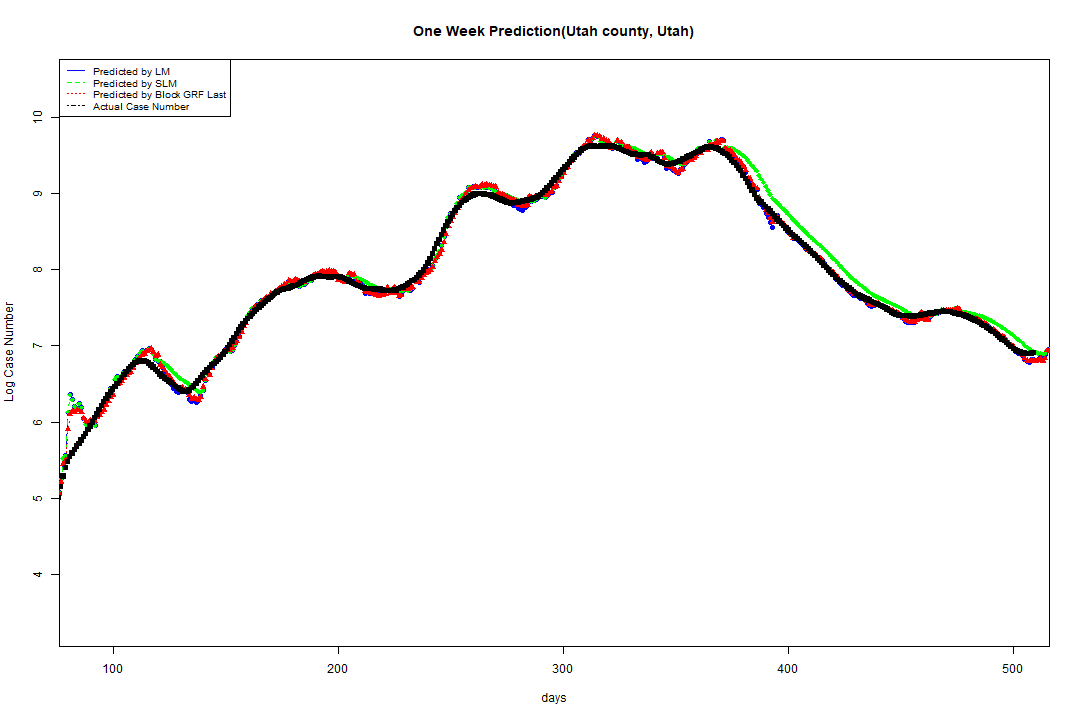 One Week Prediction(Utah county, Utah)
Predicted by LM
Predicted by SLM
Predicted by Block GRF Last
Actual Case Number
10
9
8
7
6
5
4
Log Case Number
100 200 300 400 500
days